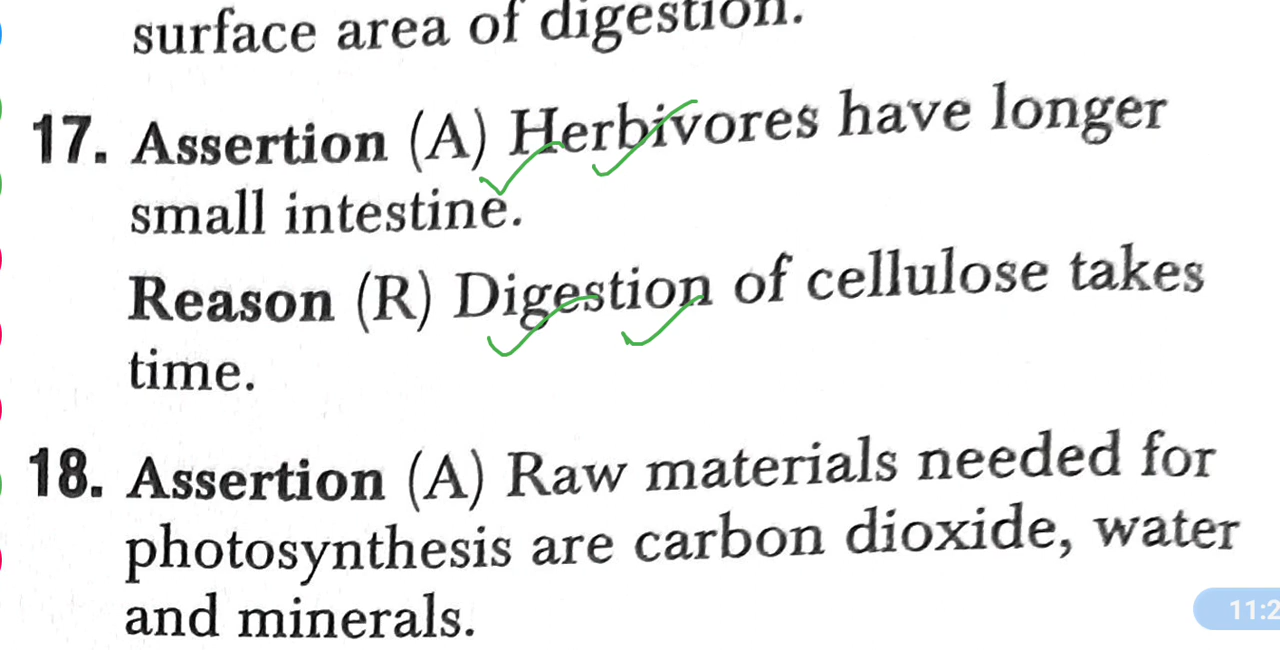 surface area of digestion.
17. Assertion (A) Herbivores have longer
small intestine.
Reason (R) Digestion of cellulose takes
time.
18. Assertion (A) Raw materials needed for
photosynthesis are carbon dioxide, water
and minerals.
11:2